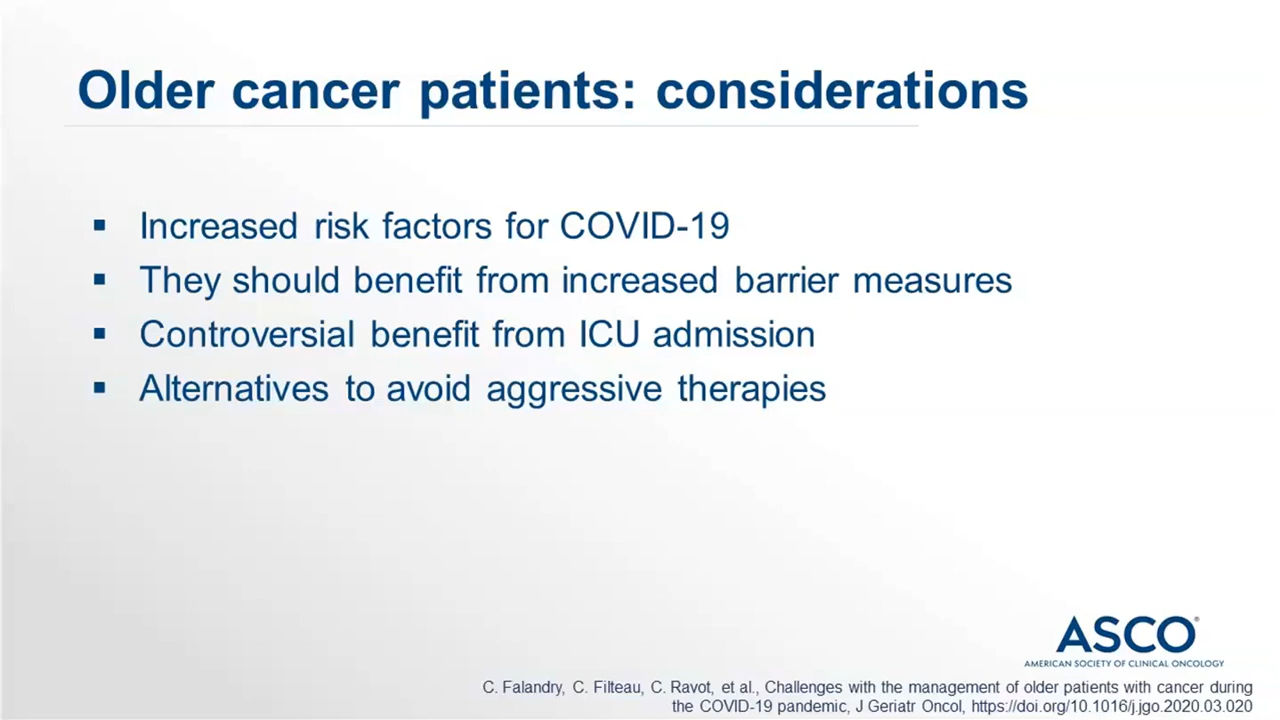 Older cancer patients: considerations
▪ Increased risk factors for COVID-19
▪ They should benefit from increased barrier measures
▪ Controversial benefit from ICU admission
▪ Alternatives to avoid aggressive therapies
ASCO®
AMERICAN SOCIETY OF CLINICAL ONCOLOGY
C. Falandry, C. Filteau, C. Ravot, et al., Challenges with the management of older patients with cancer during
the COVID-19 pandemic, J Geriatr Oncol, https://doi.org/10.1016/j.jgo.2020.03.020